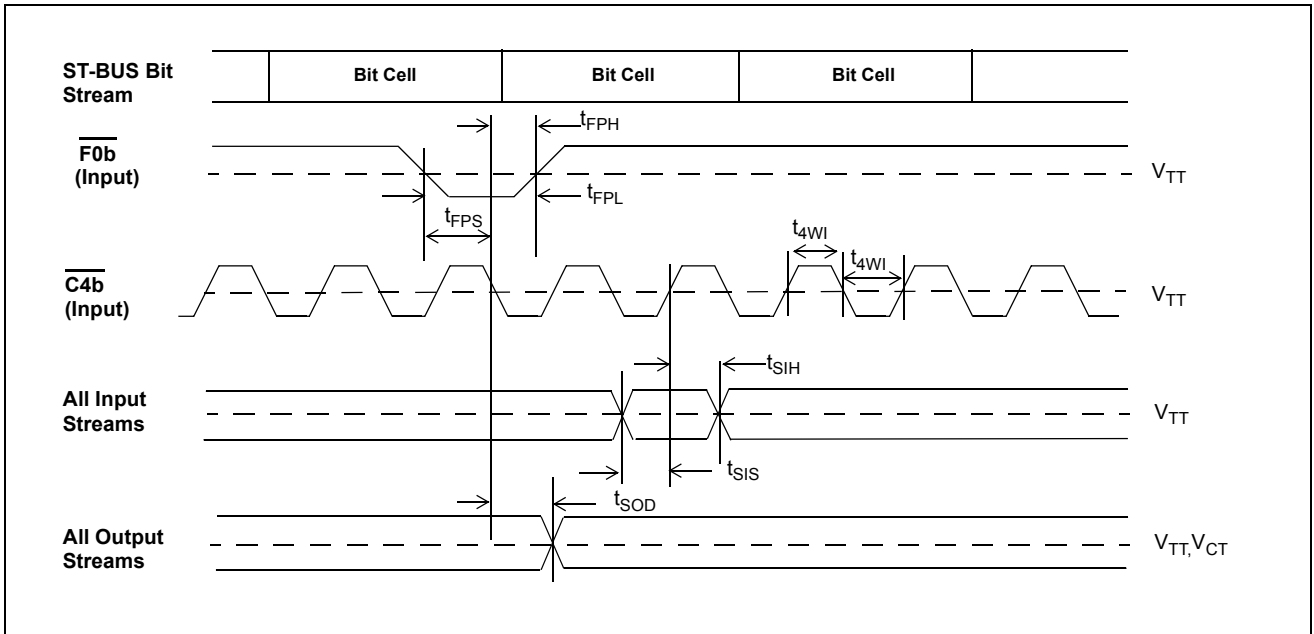 ST-BUS Bit
Stream
Bit Cell
Bit Cell
Bit Cell
tFPH
F0b
(Input)
VTT
tFPL
tFPS
t4WI
t4WI
C4b
(Input)
VTT
tSIH
All Input
Streams
VTT
tSIS
tSOD
All Output
Streams
VTT,VCT